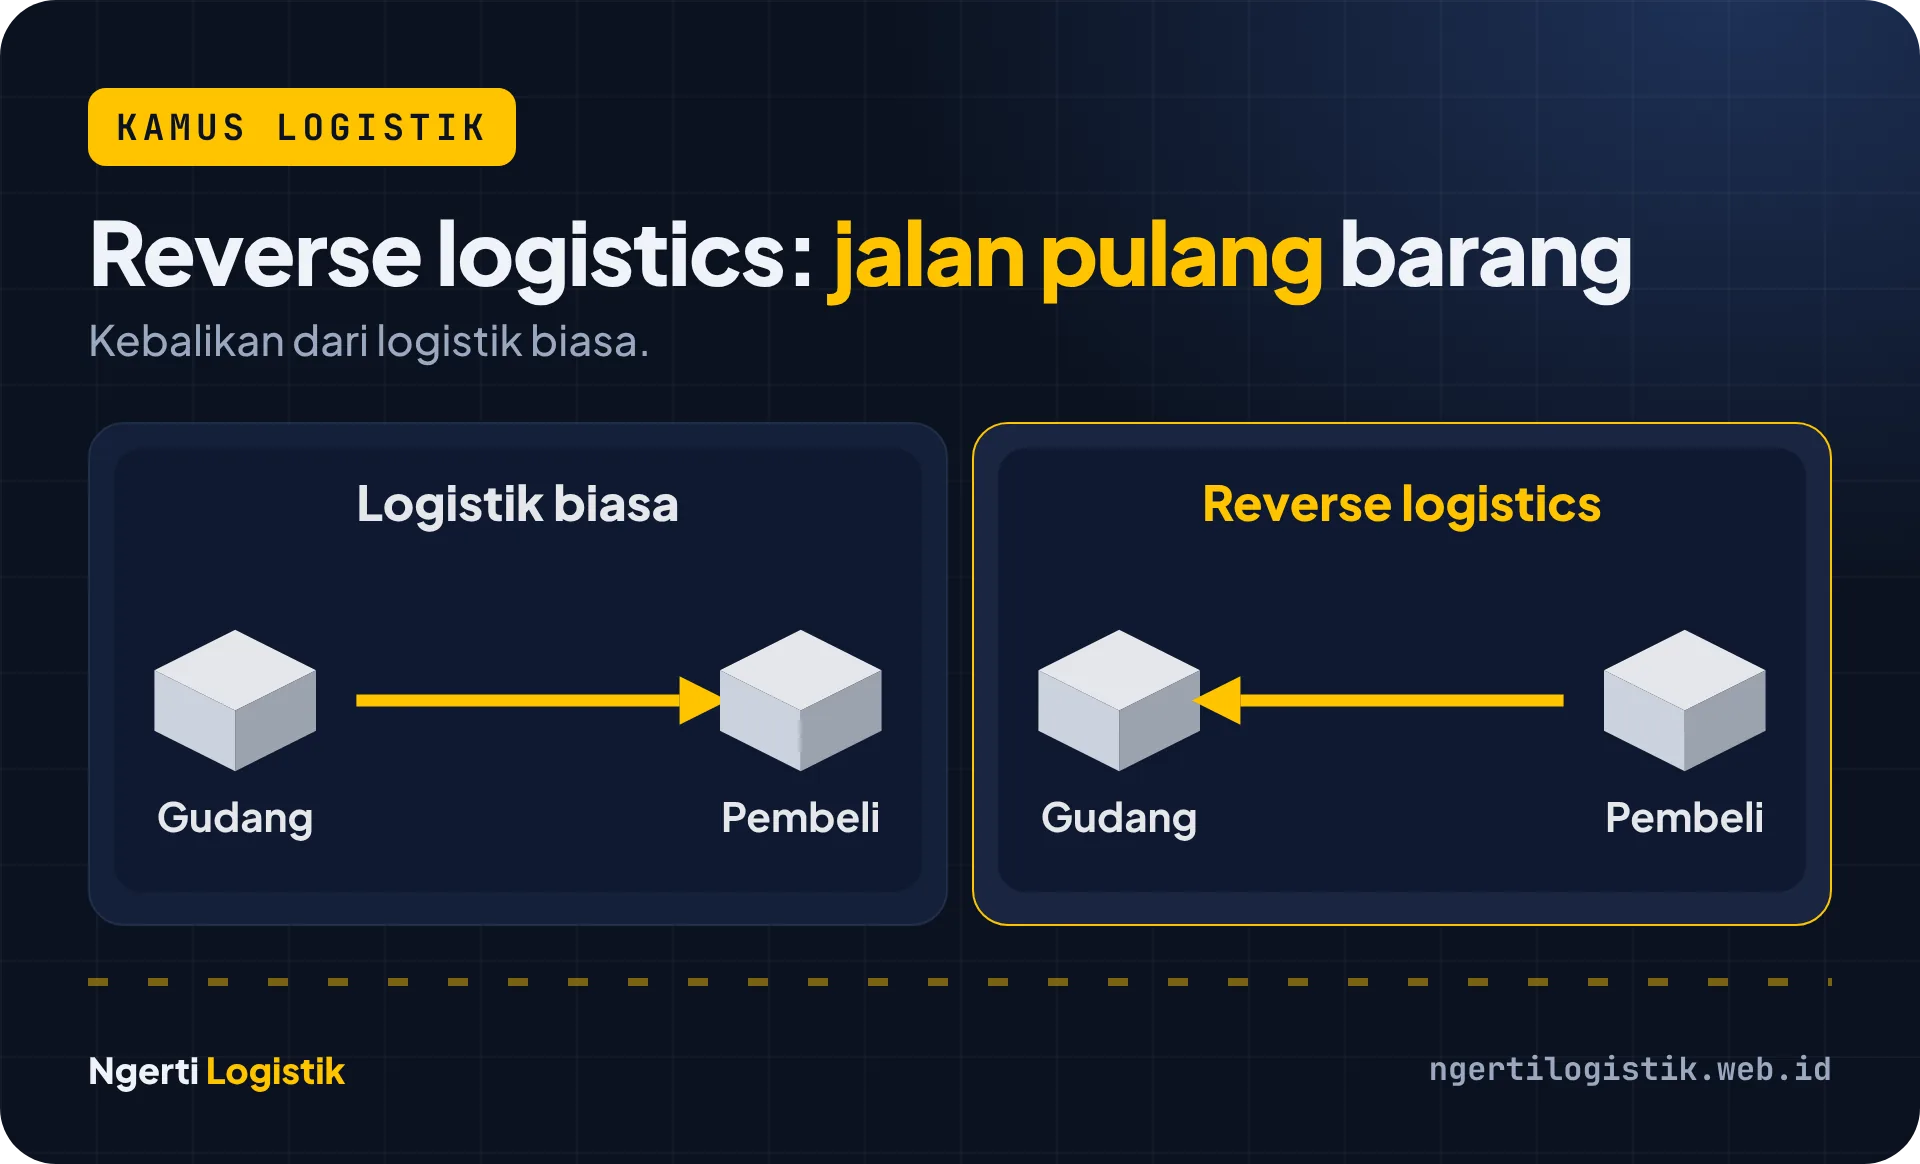 KAMUS LOGISTIK
Reverse logistics: jalan pulang barang
Kebalikan dari logistik biasa.
Logistik biasa
Gudang
Pembeli
Reverse logistics
Gudang
Pembeli
Ngerti Logistik
ngertilogistik.web.id